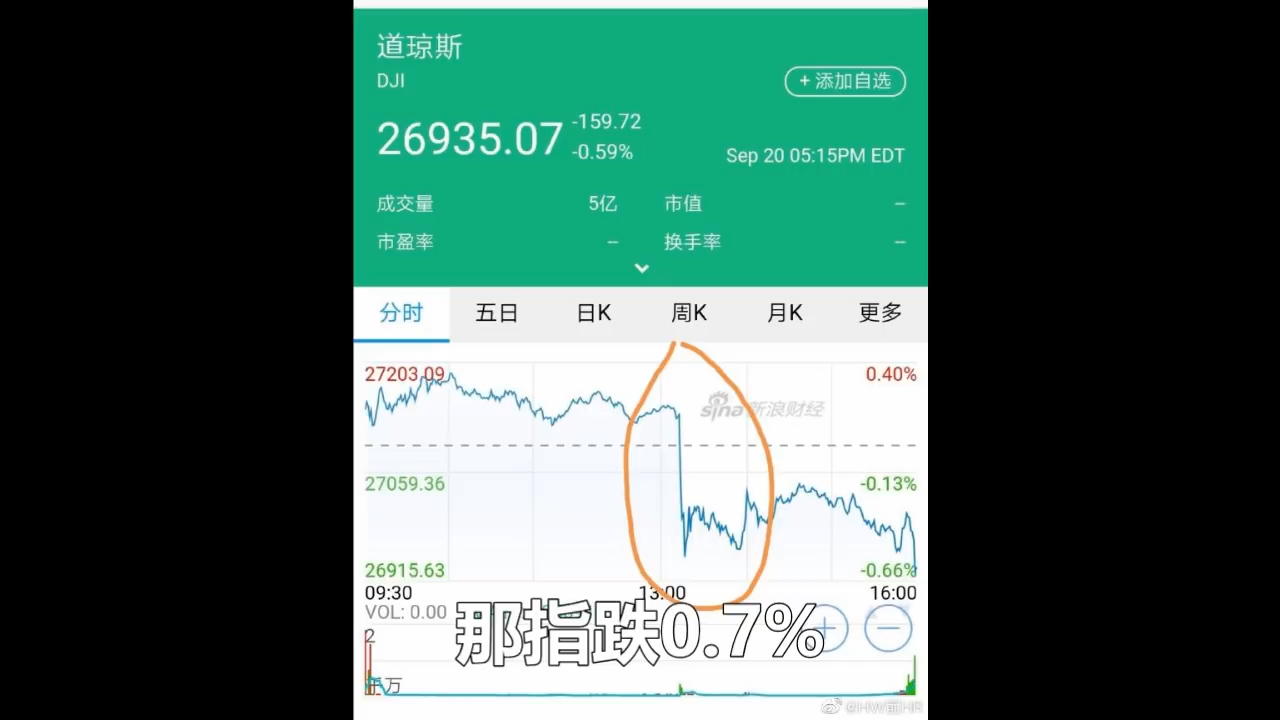 道琼斯
DJI
+ 添加自选
26935.07
-159.72
-0.59%
Sep 20 05:15PM EDT
成交量 5亿 市值 --
市盈率 -- 换手率 --
分时 五日 日K 周K 月K 更多
27203.09 0.40%
sina新浪财经
27059.36 -0.13%
26915.63 -0.66%
09:30 13:00 16:00
VOL: 0.00
那指跌0.7%
2
千万